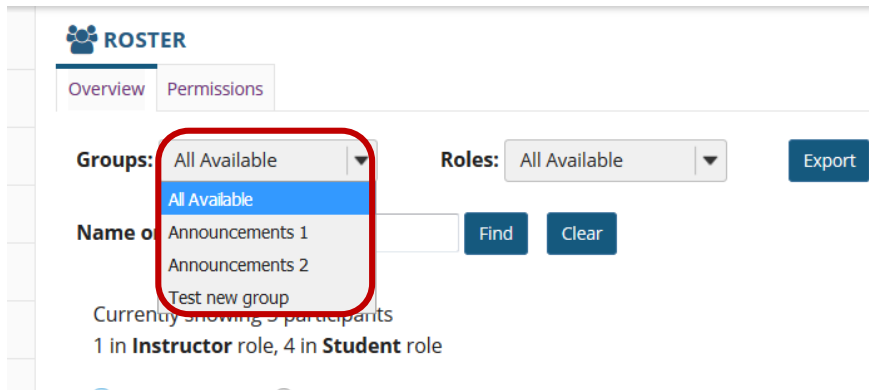 ROSTER
Overview Permissions
Groups: All Available Roles: All Available Export
All Available
Name o Announcements 1 Find Clear
Announcements 2
Test new group
Currently showing 5 participants
1 in Instructor role, 4 in Student role